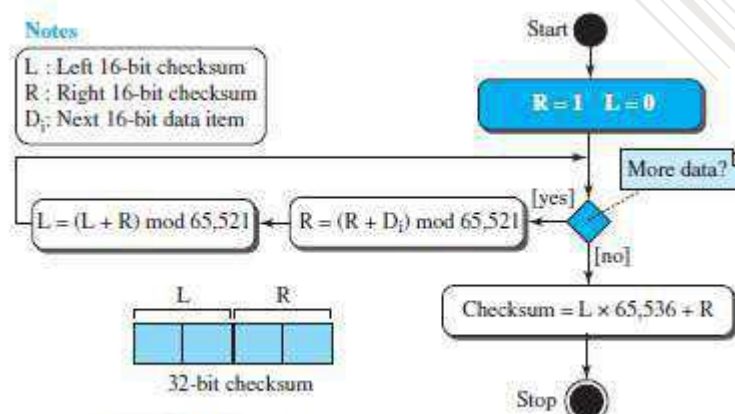 Notes
L : Left 16-bit checksum
R : Right 16-bit checksum
Di: Next 16-bit data item
Start
R = 1 L = 0
More data?
[yes]
R = (R + Di) mod 65,521
L = (L + R) mod 65,521
[no]
Checksum = L × 65,536 + R
L R
32-bit checksum
Stop